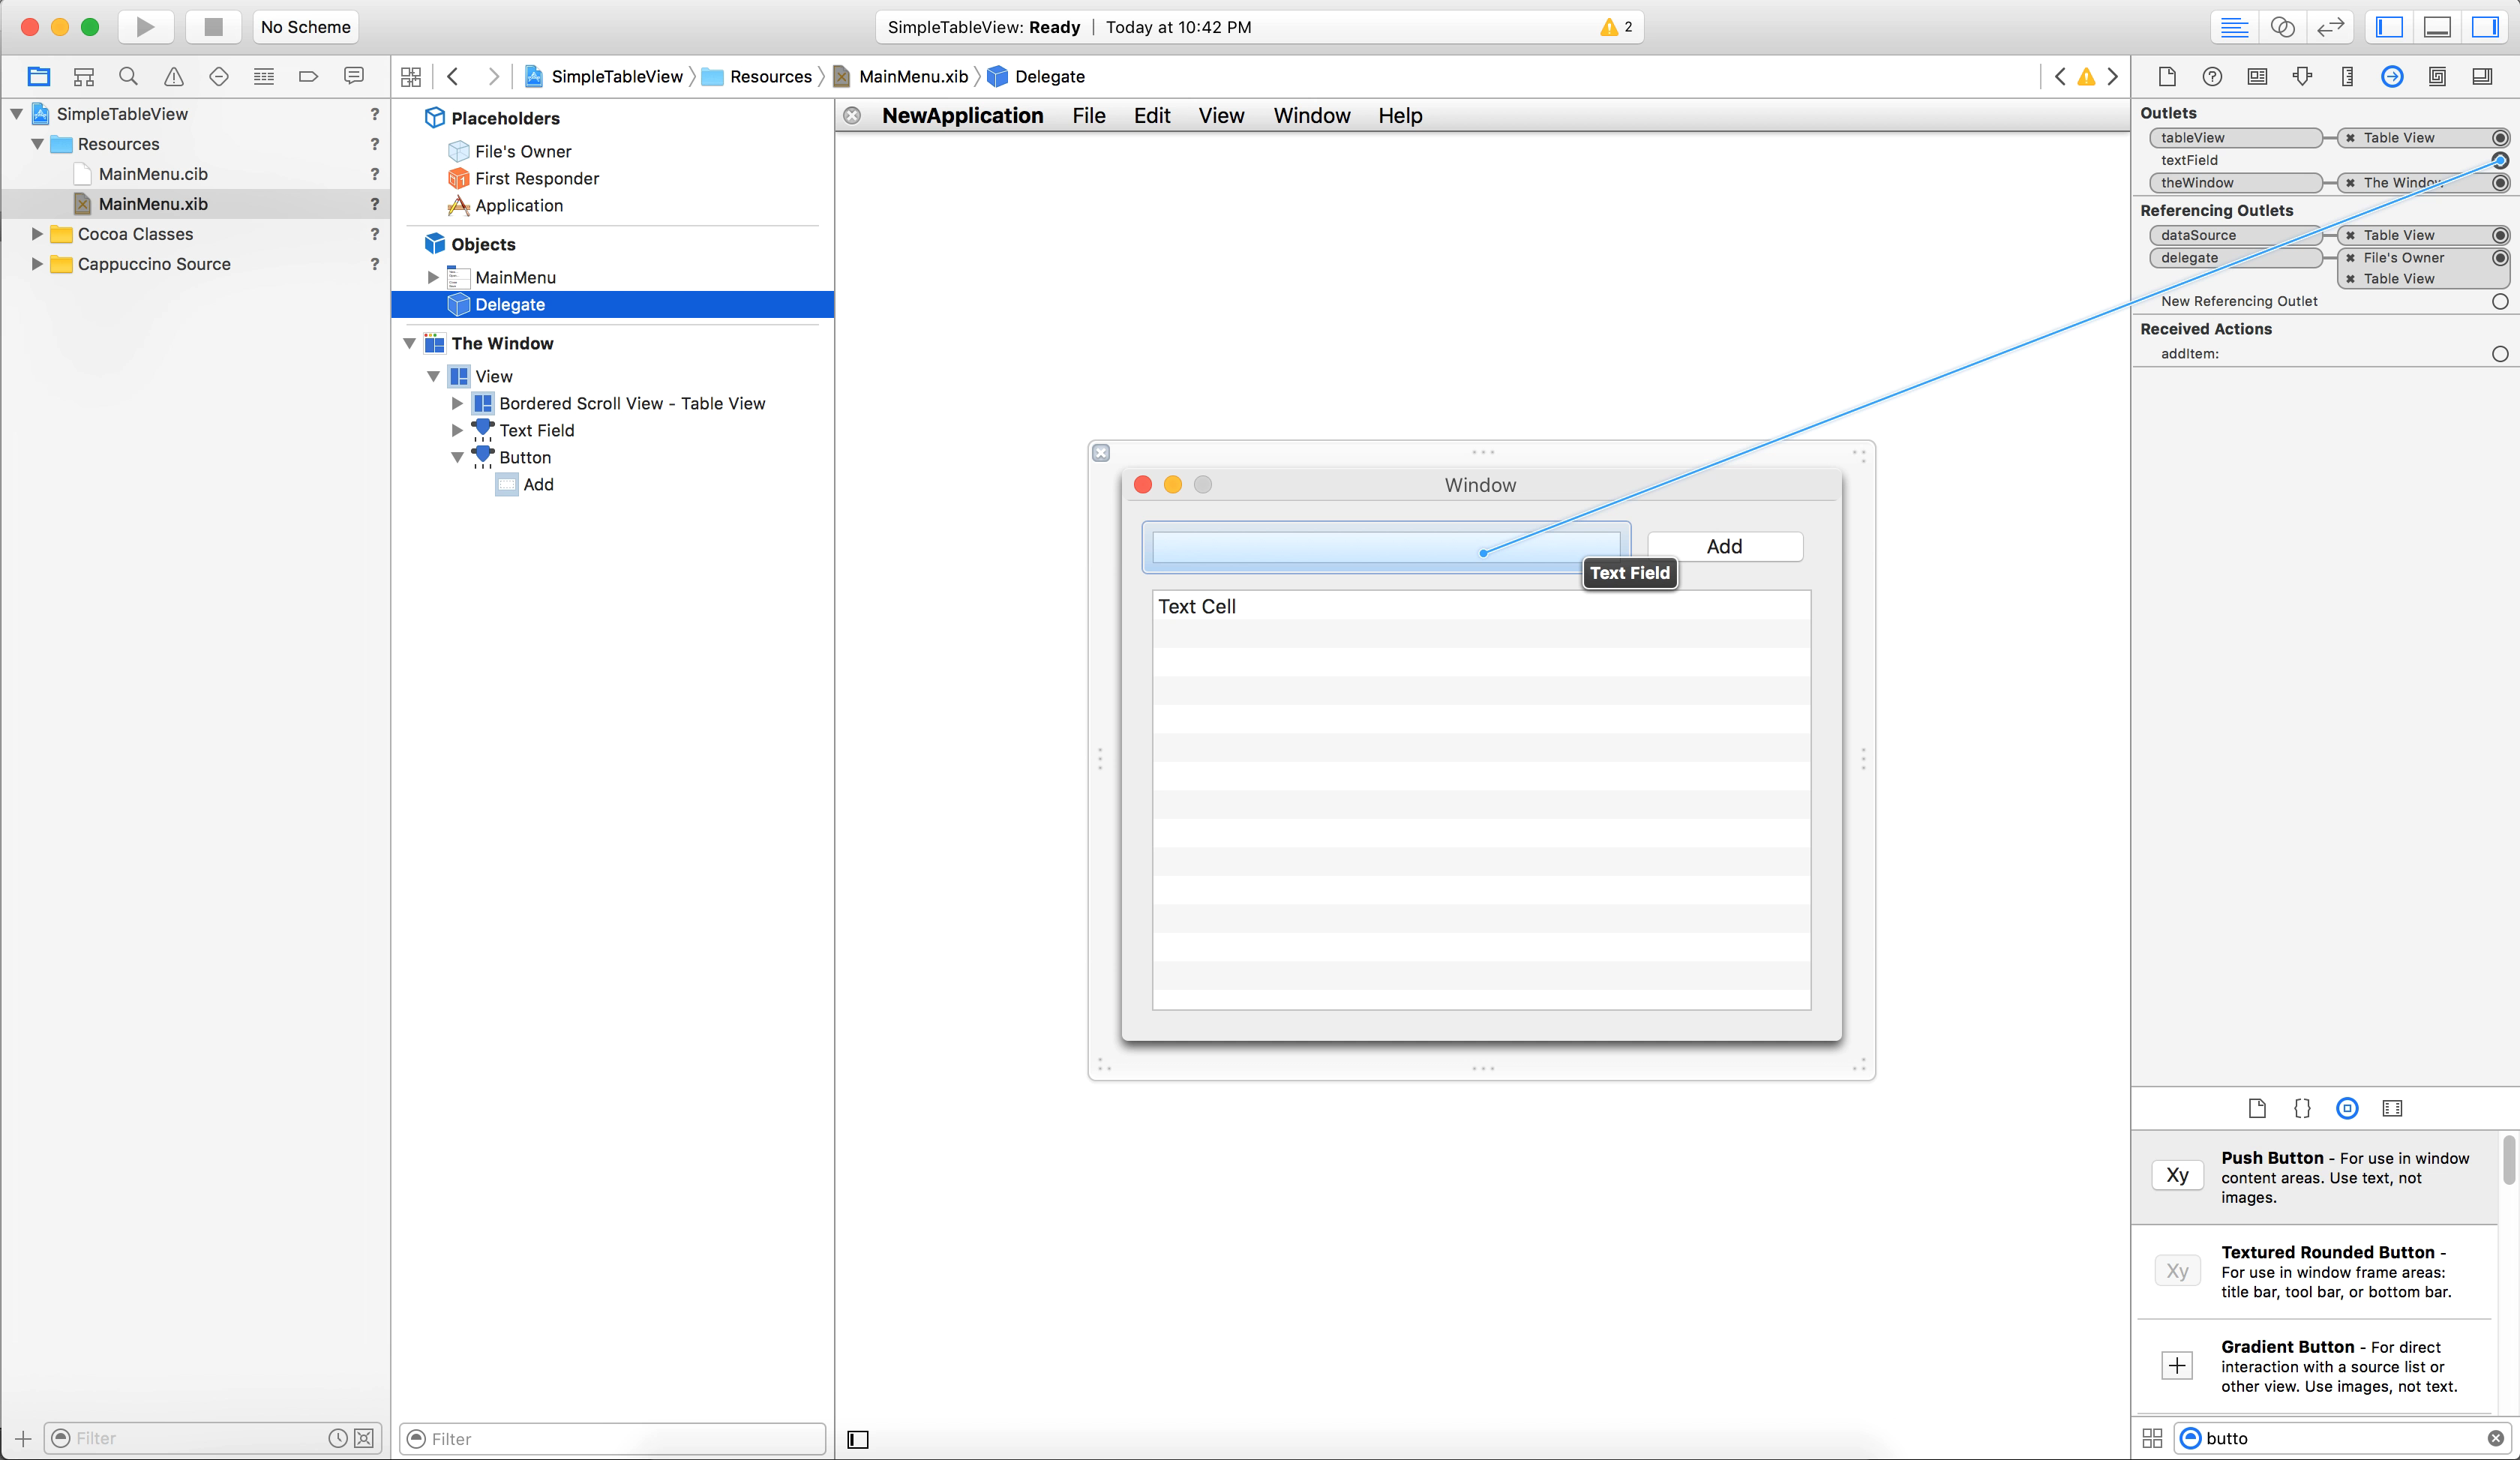 No Scheme
SimpleTableView: Ready | Today at 10:42 PM
2
SimpleTableView
Resources
MainMenu.xib
Delegate
SimpleTableView ?
Resources ?
MainMenu.cib ?
MainMenu.xib ?
Cocoa Classes ?
Cappuccino Source ?
Filter
Placeholders
File's Owner
First Responder
Application
Objects
MainMenu
Delegate
The Window
View
Bordered Scroll View - Table View
Text Field
Button
Add
Filter
NewApplication File Edit View Window Help
Window
Add
Text Field
Text Cell
Outlets
tableView Table View
textField
theWindow The Window
Referencing Outlets
dataSource Table View
delegate File's Owner
Table View
New Referencing Outlet
Received Actions
addItem:
Xy
Push Button - For use in window
content areas. Use text, not
images.
Xy
Textured Rounded Button -
For use in window frame areas:
title bar, tool bar, or bottom bar.
Gradient Button - For direct
interaction with a source list or
other view. Use images, not text.
butto